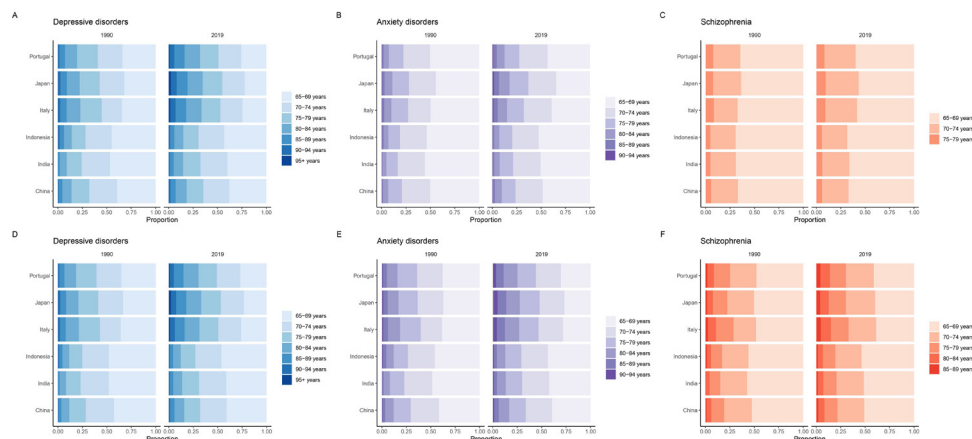 A
Depressive disorders
1990
2019
Portugal
Japan
Italy
Indonesia
India
China
0.00 0.25 0.50 0.75 1.00
0.00 0.25 0.50 0.75 1.00
Proportion
65−69 years
70−74 years
75−79 years
80−84 years
85−89 years
90−94 years
95+ years
B
Anxiety disorders
1990
2019
Portugal
Japan
Italy
Indonesia
India
China
0.00 0.25 0.50 0.75 1.00
0.00 0.25 0.50 0.75 1.00
Proportion
65−69 years
70−74 years
75−79 years
80−84 years
85−89 years
90−94 years
C
Schizophrenia
1990
2019
Portugal
Japan
Italy
Indonesia
India
China
0.00 0.25 0.50 0.75 1.00
0.00 0.25 0.50 0.75 1.00
Proportion
65−69 years
70−74 years
75−79 years
D
Depressive disorders
1990
2019
Portugal
Japan
Italy
Indonesia
India
China
0.00 0.25 0.50 0.75 1.00
0.00 0.25 0.50 0.75 1.00
Proportion
65−69 years
70−74 years
75−79 years
80−84 years
85−89 years
90−94 years
95+ years
E
Anxiety disorders
1990
2019
Portugal
Japan
Italy
Indonesia
India
China
0.00 0.25 0.50 0.75 1.00
0.00 0.25 0.50 0.75 1.00
Proportion
65−69 years
70−74 years
75−79 years
80−84 years
85−89 years
90−94 years
F
Schizophrenia
1990
2019
Portugal
Japan
Italy
Indonesia
India
China
0.00 0.25 0.50 0.75 1.00
0.00 0.25 0.50 0.75 1.00
Proportion
65−69 years
70−74 years
75−79 years
80−84 years
85−89 years